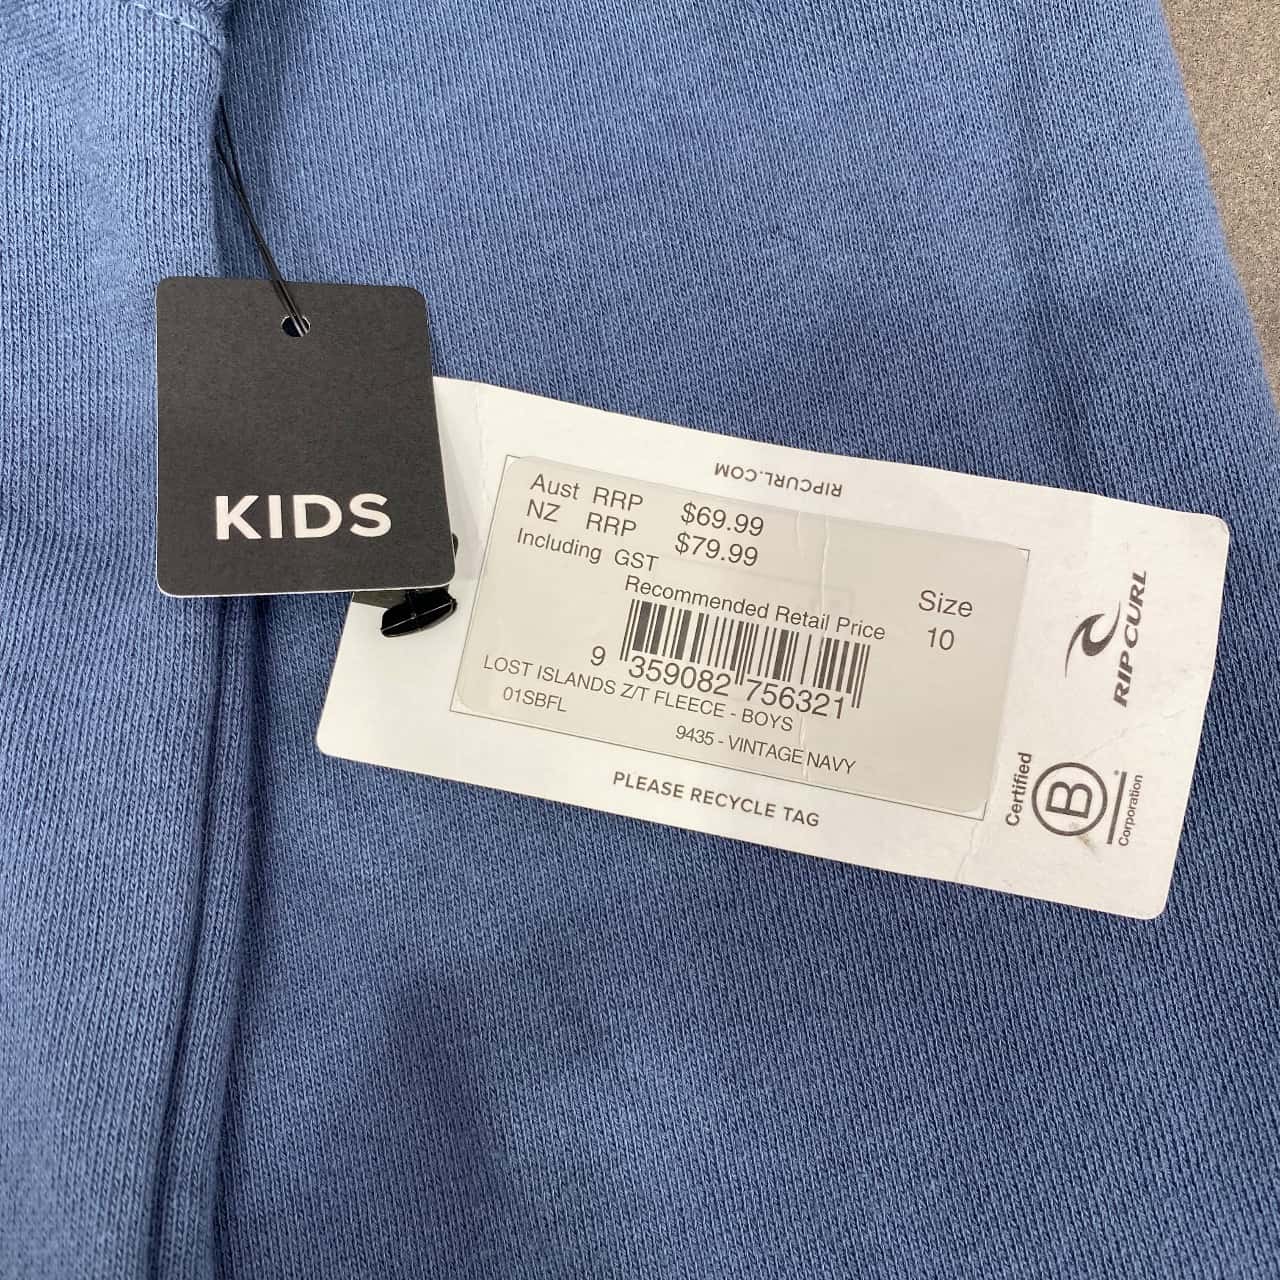 KIDS
RIPCURL.COM
Aust RRP $69.99
NZ RRP $79.99
Including GST
Recommended Retail Price
Size
10
9 359082 756321
LOST ISLANDS Z/T FLEECE - BOYS
01SBFL
9435 - VINTAGE NAVY
PLEASE RECYCLE TAG
RIP CURL
Certified
B
Corporation